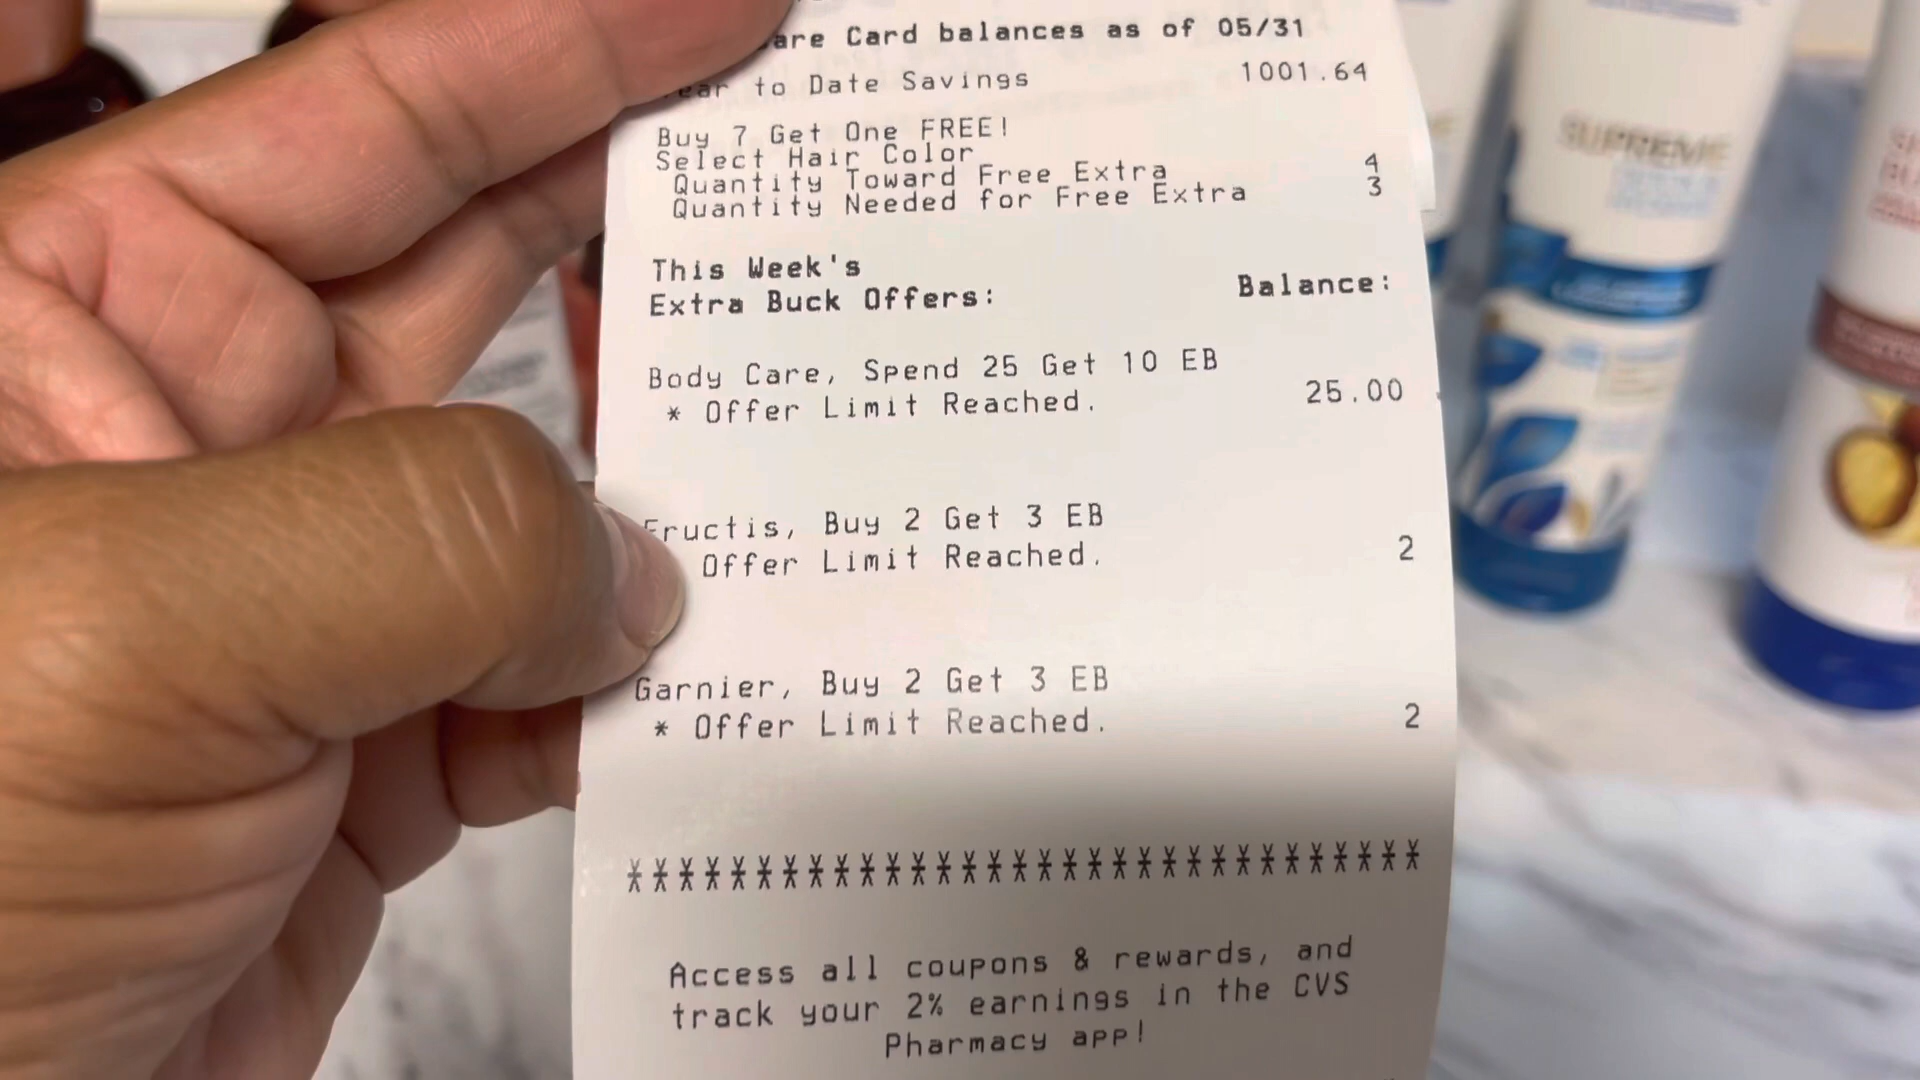 Card balances as of 05/31
to Date Savings 1001.64
Buy 7 Get One FREE!
Select Hair Color
Quantity Toward Free Extra 4
Quantity Needed for Free Extra 3
This Week's
Extra Buck Offers: Balance:
Body Care, Spend 25 Get 10 EB
* Offer Limit Reached. 25.00
Fructis, Buy 2 Get 3 EB
Offer Limit Reached. 2
Garnier, Buy 2 Get 3 EB
* Offer Limit Reached. 2
********************************
Access all coupons & rewards, and
track your 2% earnings in the CVS
Pharmacy app!
SUPREME